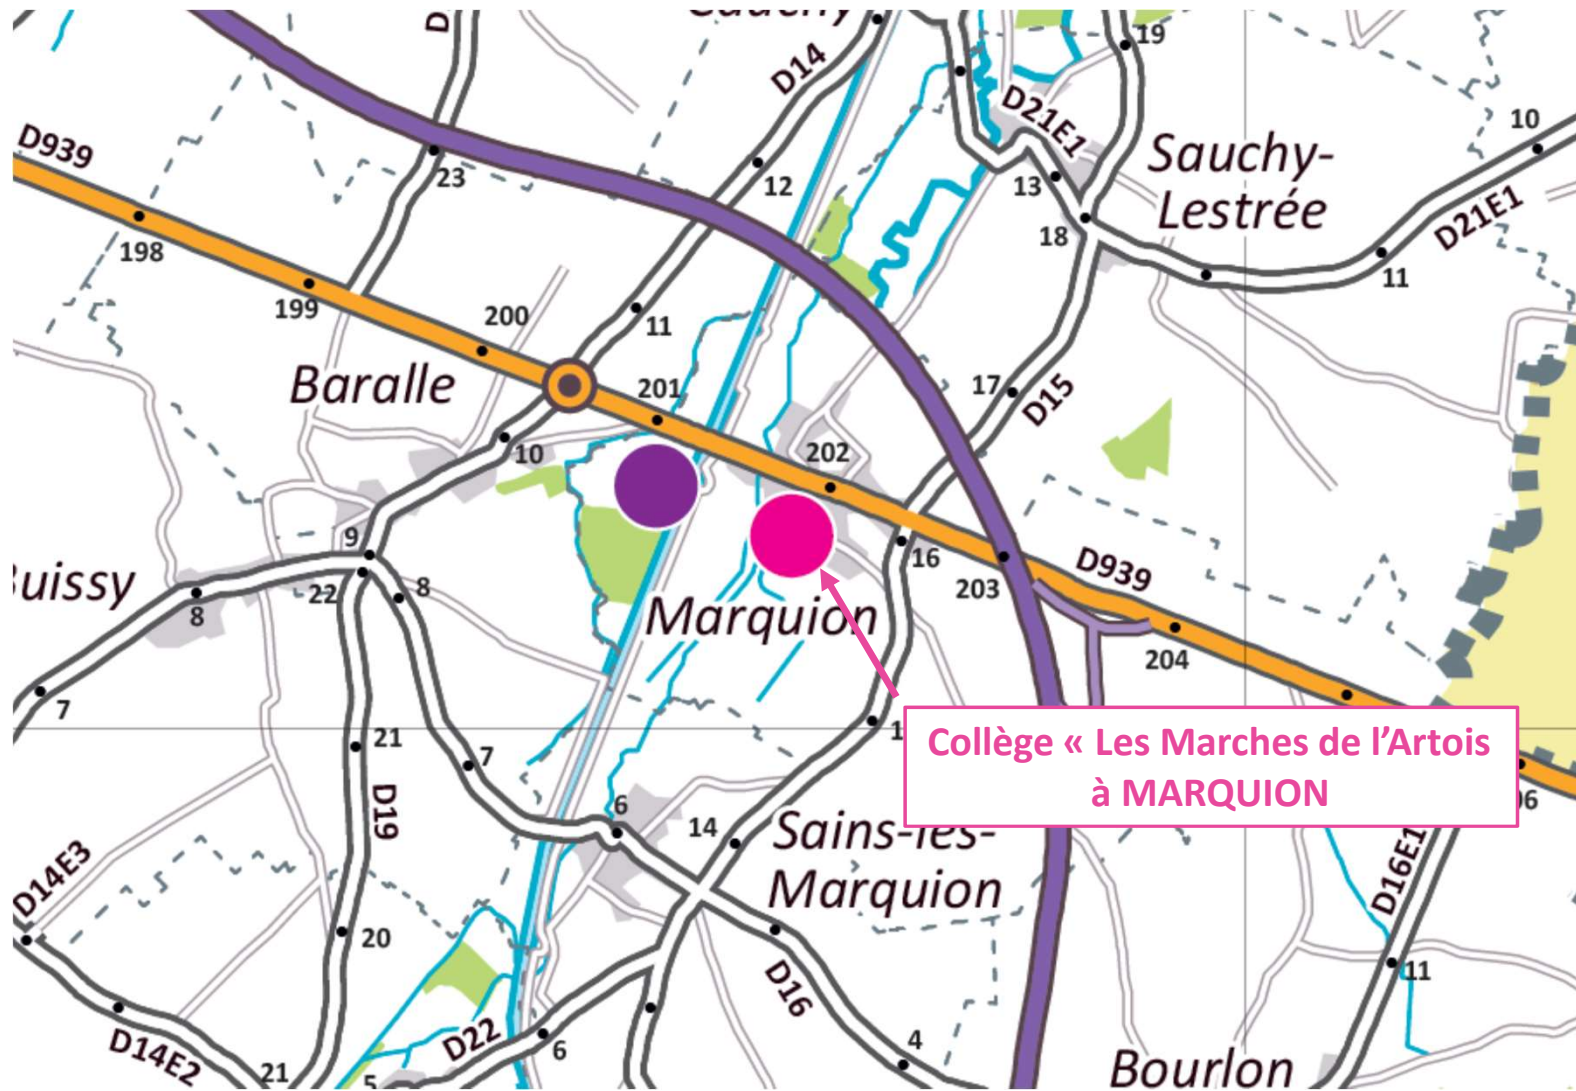 D
D14
19
D21E1
10
D939
Sauchy-
Lestrée
12
23
13
18
D21E1
198
11
199
200
11
Baralle
201
17
D15
10
202
9
16
D939
203
22
8
8
Marquion
204
7
21
7
Collège « Les Marches de l’Artois
à MARQUION
D19
6
14
Sains-les-
Marquion
D16E1
D14E3
20
11
D16
D22
D14E2
6
4
21
5
Bourlon